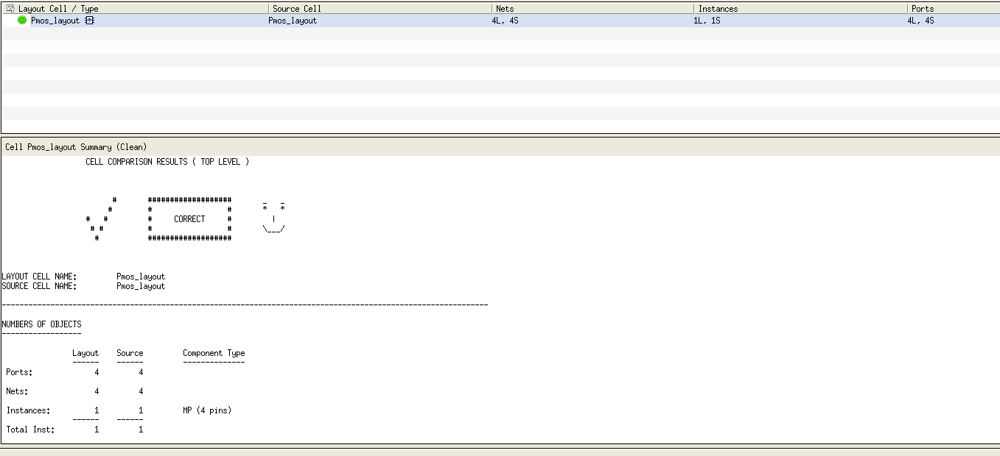 Layout Cell / Type Source Cell Nets Instances Ports
Pmos_layout Pmos_layout 4L, 4S 1L, 1S 4L, 4S
Cell Pmos_layout Summary (Clean)
CELL COMPARISON RESULTS ( TOP LEVEL )
# ################### _ _
# # # * *
# # # CORRECT # |
# # # # \___/
# ###################
LAYOUT CELL NAME: Pmos_layout
SOURCE CELL NAME: Pmos_layout
--------------------------------------------------------------------------------------------------------------
NUMBERS OF OBJECTS
------------------
Layout Source Component Type
------ ------ --------------
Ports: 4 4
Nets: 4 4
Instances: 1 1 MP (4 pins)
------ ------
Total Inst: 1 1